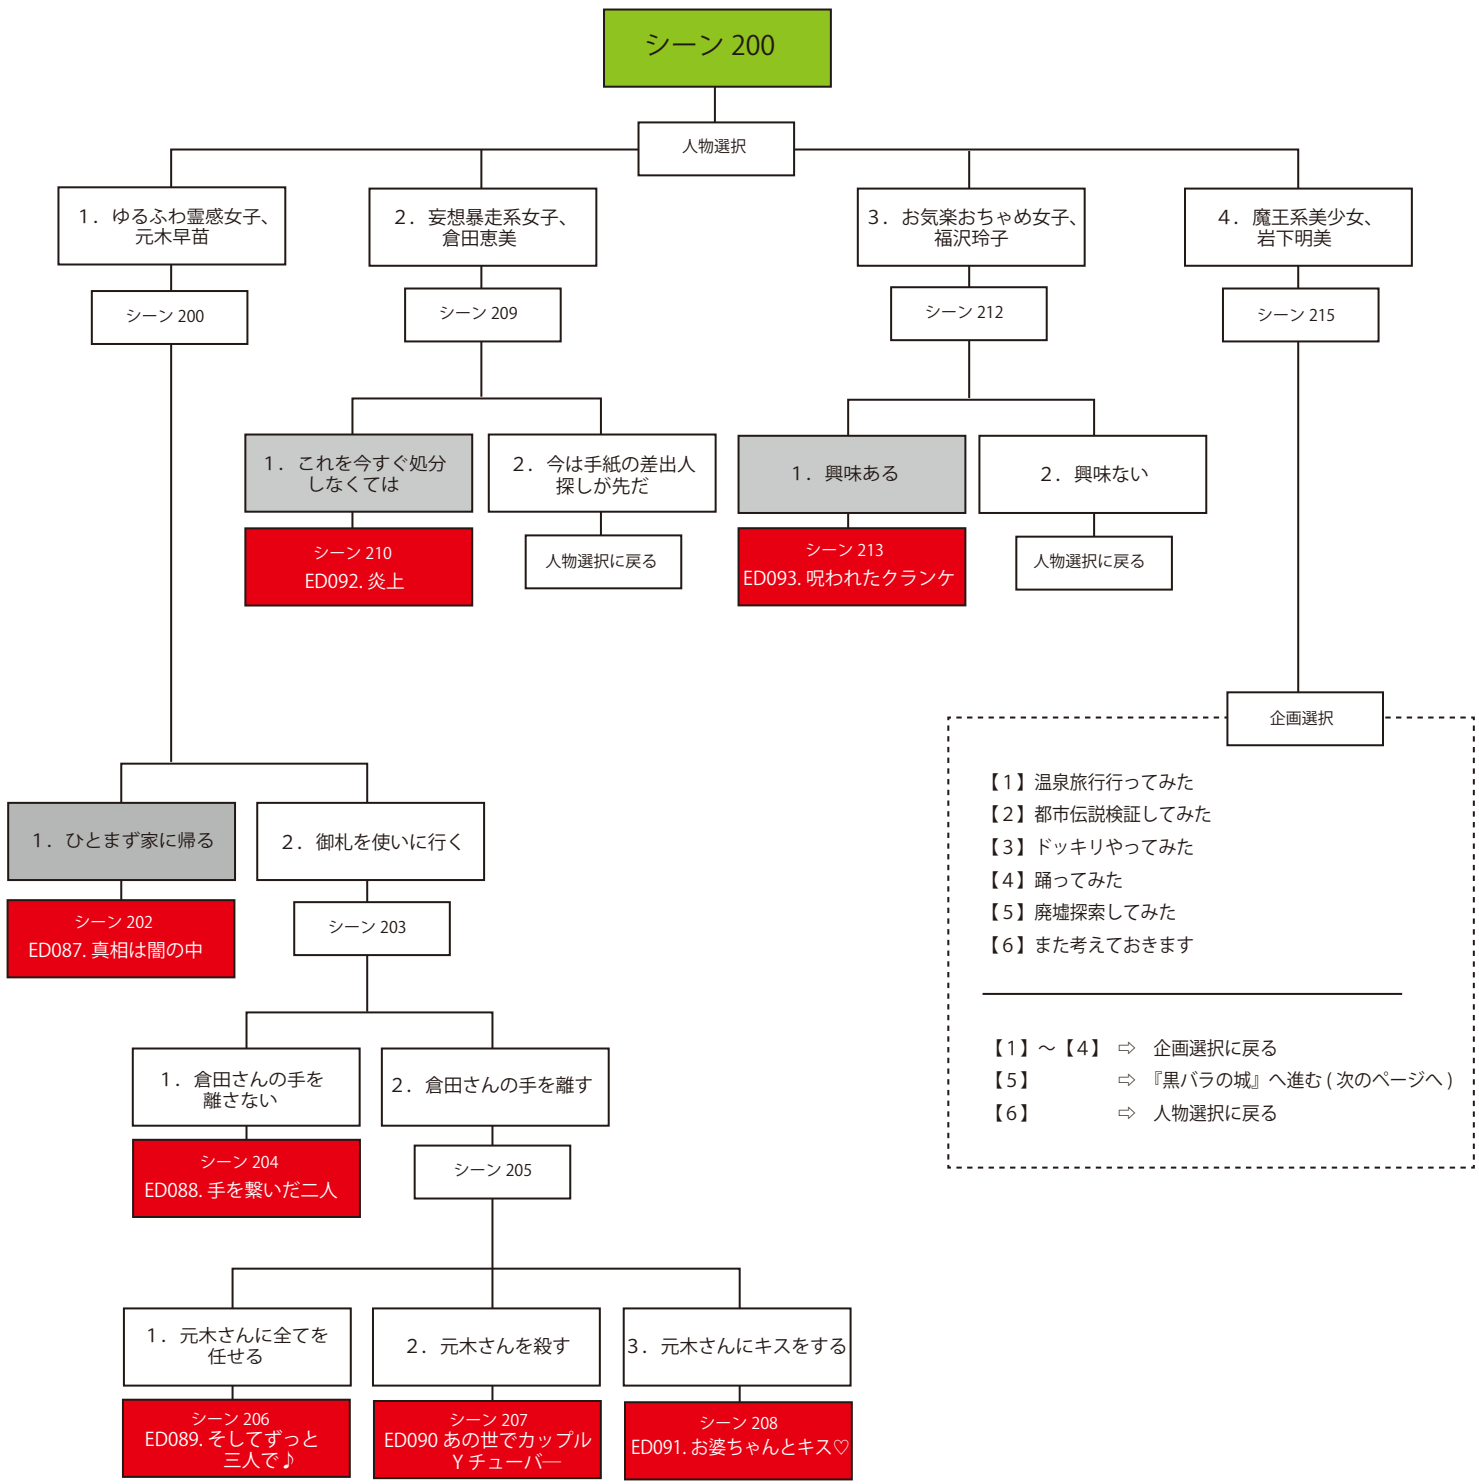 シーン 200
人物選択
1．ゆるふわ霊感女子、
元木早苗
2．妄想暴走系女子、
倉田恵美
3．お気楽おちゃめ女子、
福沢玲子
4．魔王系美少女、
岩下明美
シーン 200
シーン 209
シーン 212
シーン 215
1．これを今すぐ処分
しなくては
2．今は手紙の差出人
探しが先だ
1．興味ある
2．興味ない
シーン 210
ED092. 炎上
人物選択に戻る
シーン 213
ED093. 呪われたクランケ
人物選択に戻る
企画選択
【1】温泉旅行行ってみた
【2】都市伝説検証してみた
【3】ドッキリやってみた
【4】踊ってみた
【5】廃墟探索してみた
【6】また考えておきます
【1】～【4】 ⇨ 企画選択に戻る
【5】 ⇨ 『黒バラの城』へ進む ( 次のページへ )
【6】 ⇨ 人物選択に戻る
1．ひとまず家に帰る
2．御札を使いに行く
シーン 202
ED087. 真相は闇の中
シーン 203
1．倉田さんの手を
離さない
2．倉田さんの手を離す
シーン 204
ED088. 手を繋いだ二人
シーン 205
1．元木さんに全てを
任せる
2．元木さんを殺す
3．元木さんにキスをする
シーン 206
ED089. そしてずっと
三人で♪
シーン 207
ED090 あの世でカップル
Ｙチューバ―
シーン 208
ED091. お婆ちゃんとキス♡